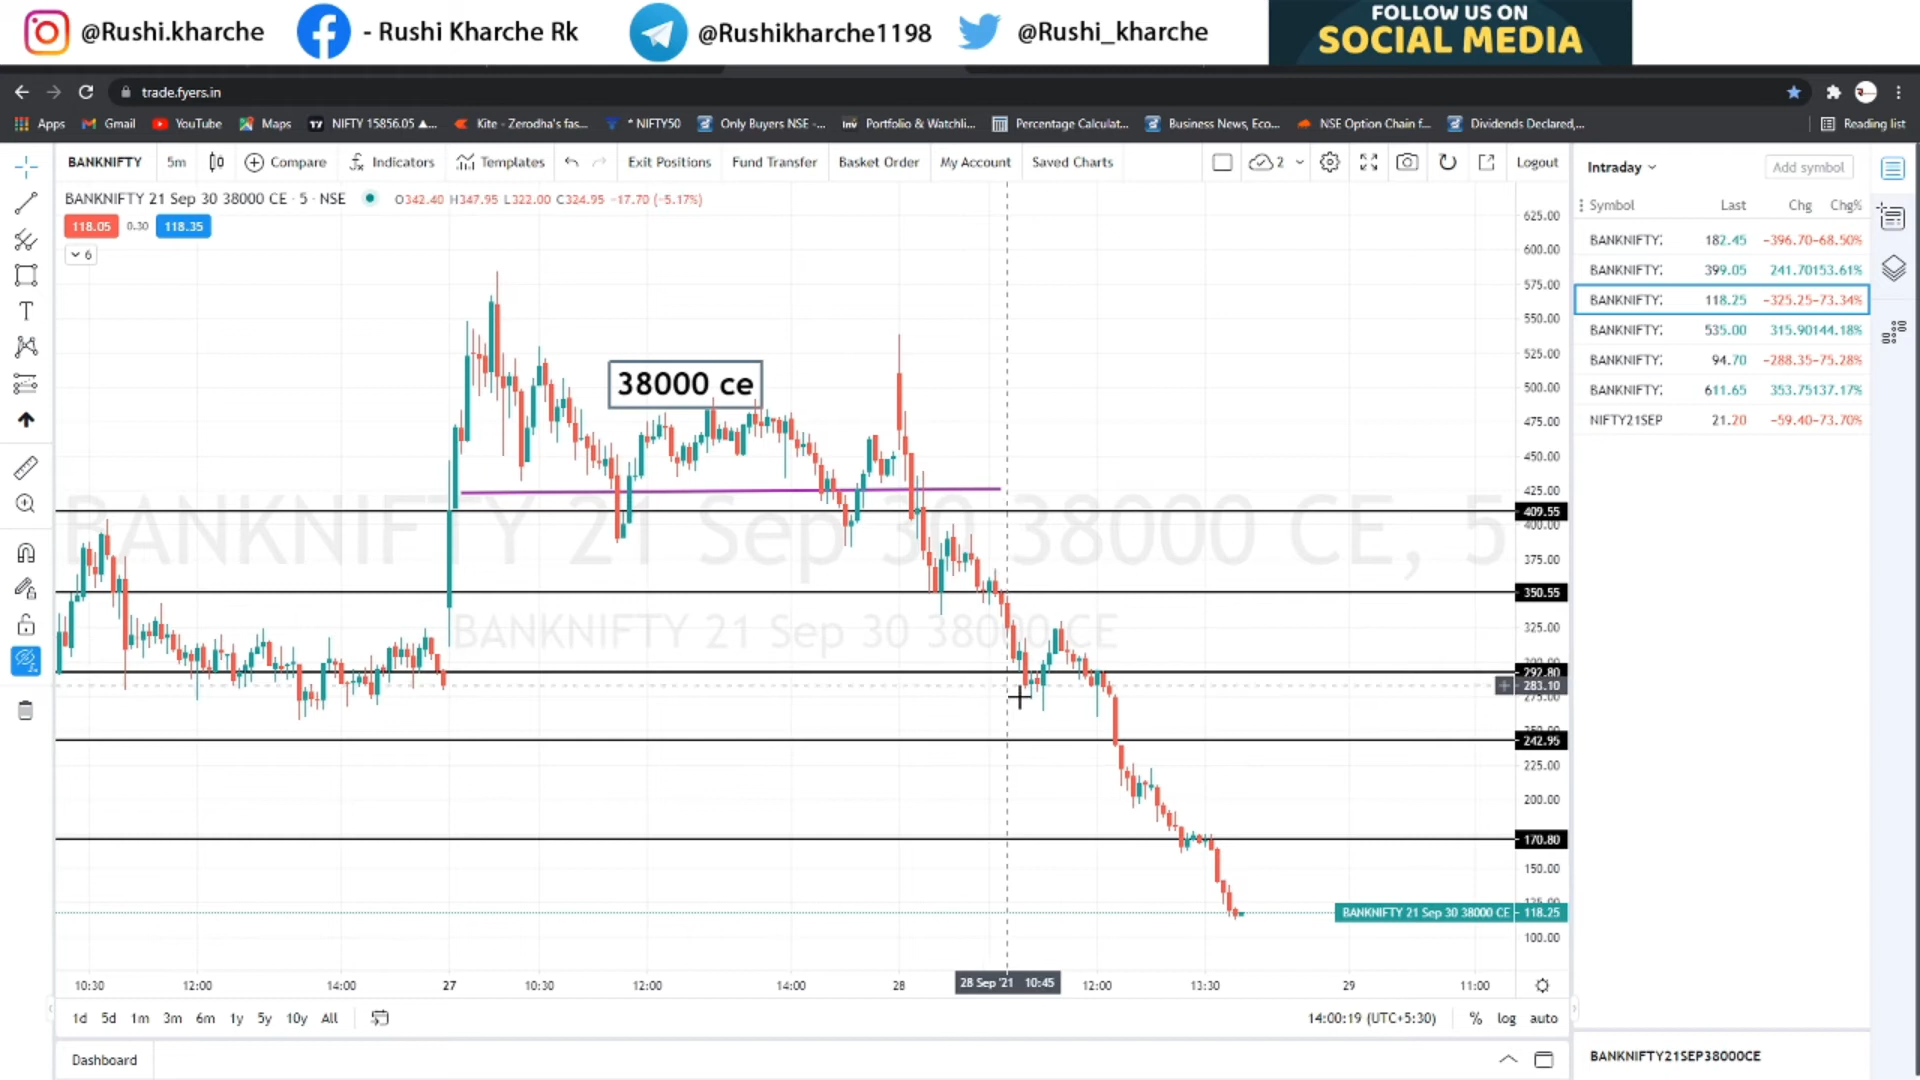 @Rushi.kharche - Rushi Kharche Rk @Rushikharche1198 @Rushi_kharche FOLLOW US ON
SOCIAL MEDIA
trade.fyers.in
Apps Gmail YouTube Maps NIFTY 15856.05 ▲... Kite - Zerodha's fas... * NIFTY50 Only Buyers NSE -... Portfolio & Watchli... Percentage Calculat... Business News, Eco... NSE Option Chain f... Dividends Declared,... Reading list
BANKNIFTY 5m Compare Indicators Templates Exit Positions Fund Transfer Basket Order My Account Saved Charts 2 Logout
Intraday Add symbol
BANKNIFTY 21 Sep 30 38000 CE · 5 · NSE O342.40 H347.95 L322.00 C324.95 −17.70 (−5.17%)
118.05 0.30 118.35
6
Symbol Last Chg Chg%
BANKNIFTY: 182.45 −396.70 −68.50%
BANKNIFTY: 399.05 241.70 153.61%
BANKNIFTY: 118.25 −325.25 −73.34%
BANKNIFTY: 535.00 315.90 144.18%
BANKNIFTY: 94.70 −288.35 −75.28%
BANKNIFTY: 611.65 353.75 137.17%
NIFTY21SEP 21.20 −59.40 −73.70%
38000 ce
BANKNIFTY 21 Sep 30 38000 CE, 5
BANKNIFTY 21 Sep 30 38000 CE
625.00
600.00
575.00
550.00
525.00
500.00
475.00
450.00
425.00
409.55
400.00
375.00
350.55
325.00
292.80
283.10
242.95
225.00
200.00
170.80
150.00
BANKNIFTY 21 Sep 30 38000 CE 118.25
100.00
10:30 12:00 14:00 27 10:30 12:00 14:00 28 28 Sep '21 10:45 12:00 13:30 29 11:00
1d 5d 1m 3m 6m 1y 5y 10y All 14:00:19 (UTC+5:30) % log auto
Dashboard
BANKNIFTY21SEP38000CE